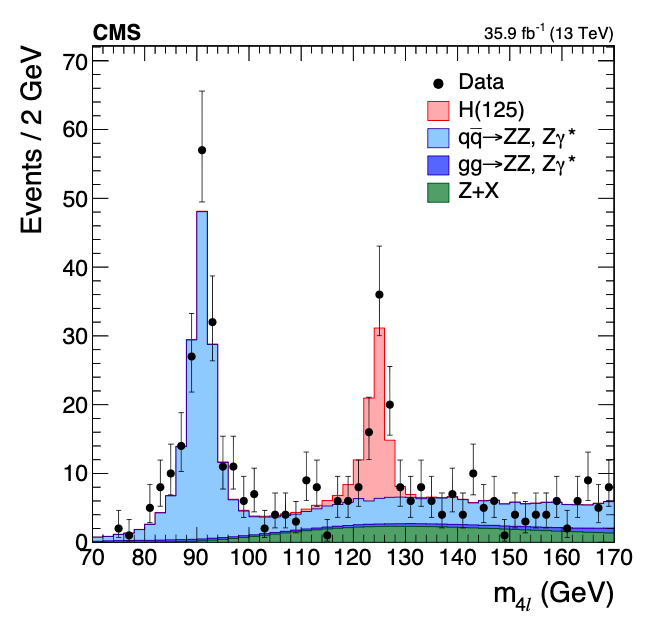 CMS 35.9 fb⁻¹ (13 TeV)
Events / 2 GeV
70
60
50
40
30
20
10
0
Data
H(125)
qq̅→ZZ, Zγ*
gg→ZZ, Zγ*
Z+X
70 80 90 100 110 120 130 140 150 160 170
m4l (GeV)